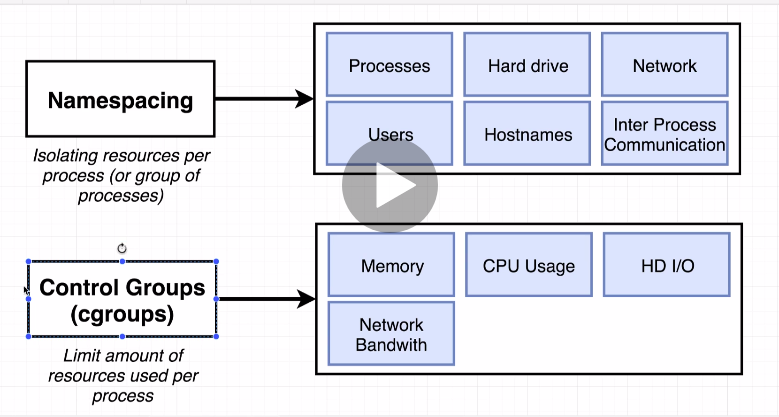 Namespacing
Isolating resources per
process (or group of
processes)
Processes
Hard drive
Network
Users
Hostnames
Inter Process
Communication
Control Groups
(cgroups)
Limit amount of
resources used per
process
Memory
CPU Usage
HD I/O
Network
Bandwith